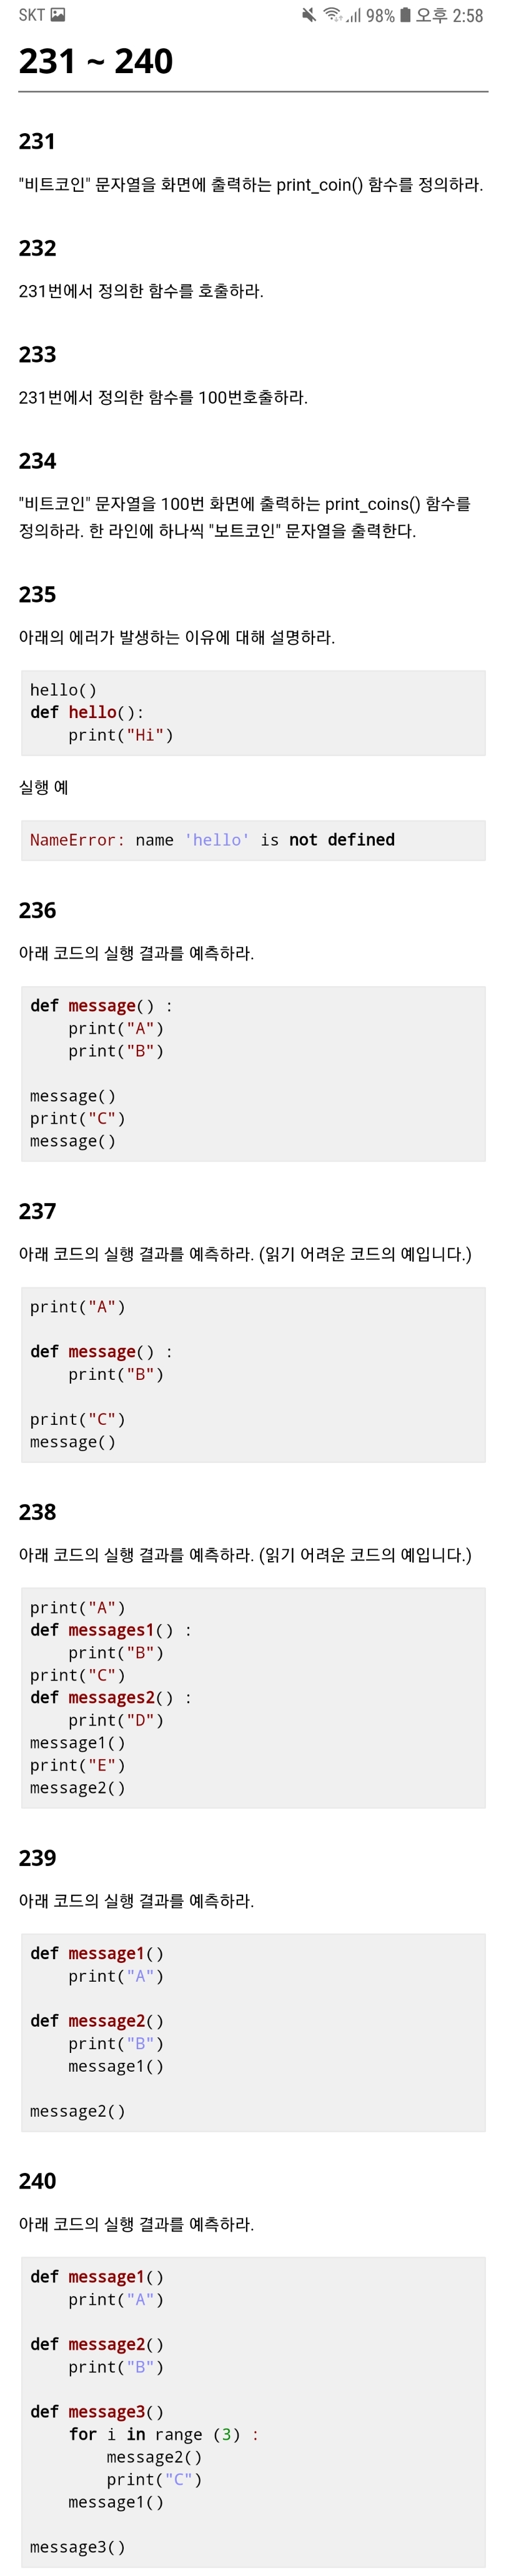 SKT 98% 오후 2:58
231 ~ 240
231
"비트코인" 문자열을 화면에 출력하는 print_coin() 함수를 정의하라.
232
231번에서 정의한 함수를 호출하라.
233
231번에서 정의한 함수를 100번호출하라.
234
"비트코인" 문자열을 100번 화면에 출력하는 print_coins() 함수를
정의하라. 한 라인에 하나씩 "보트코인" 문자열을 출력한다.
235
아래의 에러가 발생하는 이유에 대해 설명하라.
hello()
def hello():
    print("Hi")
실행 예
NameError: name 'hello' is not defined
236
아래 코드의 실행 결과를 예측하라.
def message() :
    print("A")
    print("B")

message()
print("C")
message()
237
아래 코드의 실행 결과를 예측하라. (읽기 어려운 코드의 예입니다.)
print("A")

def message() :
    print("B")

print("C")
message()
238
아래 코드의 실행 결과를 예측하라. (읽기 어려운 코드의 예입니다.)
print("A")
def messages1() :
    print("B")
print("C")
def messages2() :
    print("D")
message1()
print("E")
message2()
239
아래 코드의 실행 결과를 예측하라.
def message1()
    print("A")

def message2()
    print("B")
    message1()

message2()
240
아래 코드의 실행 결과를 예측하라.
def message1()
    print("A")

def message2()
    print("B")

def message3()
    for i in range (3) :
        message2()
        print("C")
    message1()

message3()